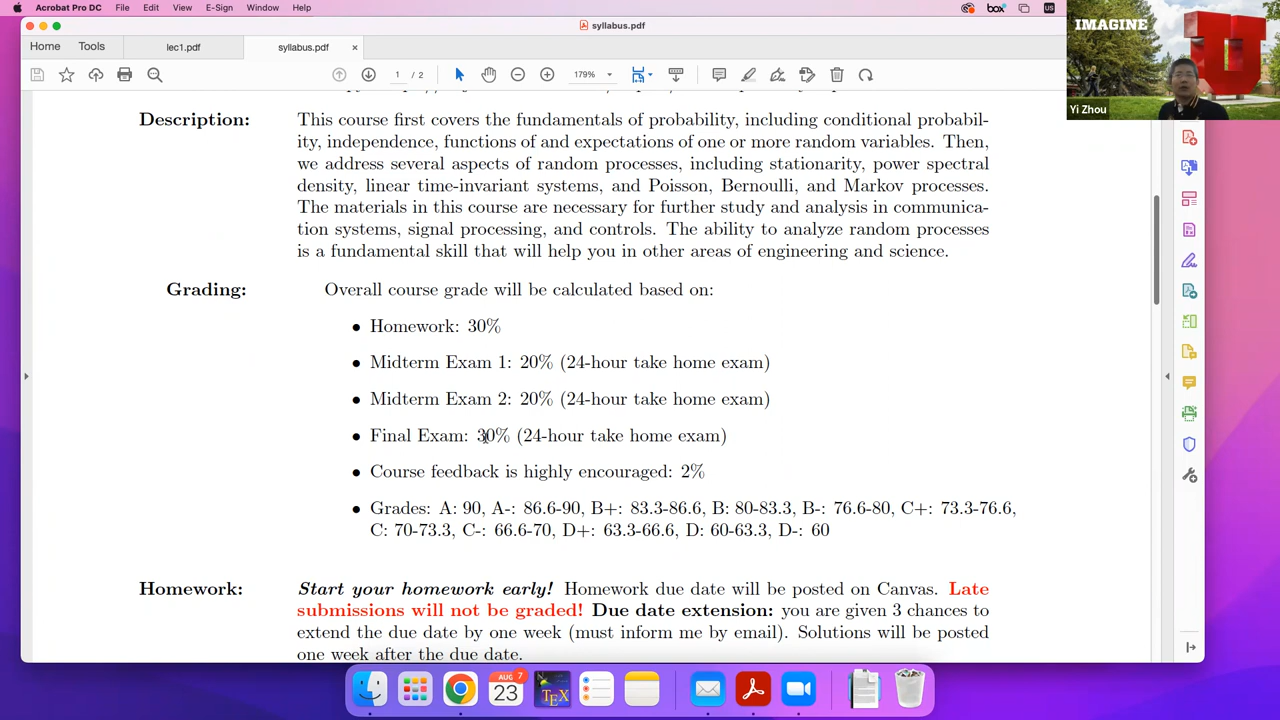 Acrobat Pro DC File Edit View E-Sign Window Help box US
syllabus.pdf
Home Tools lec1.pdf syllabus.pdf ×
1 / 2 179%
IMAGINE
U
Yi Zhou
Description: This course first covers the fundamentals of probability, including conditional probabil-
ity, independence, functions of and expectations of one or more random variables. Then,
we address several aspects of random processes, including stationarity, power spectral
density, linear time-invariant systems, and Poisson, Bernoulli, and Markov processes.
The materials in this course are necessary for further study and analysis in communica-
tion systems, signal processing, and controls. The ability to analyze random processes
is a fundamental skill that will help you in other areas of engineering and science.
Grading: Overall course grade will be calculated based on:
• Homework: 30%
• Midterm Exam 1: 20% (24-hour take home exam)
• Midterm Exam 2: 20% (24-hour take home exam)
• Final Exam: 30% (24-hour take home exam)
• Course feedback is highly encouraged: 2%
• Grades: A: 90, A-: 86.6-90, B+: 83.3-86.6, B: 80-83.3, B-: 76.6-80, C+: 73.3-76.6,
C: 70-73.3, C-: 66.6-70, D+: 63.3-66.6, D: 60-63.3, D-: 60
Homework: Start your homework early! Homework due date will be posted on Canvas. Late
submissions will not be graded! Due date extension: you are given 3 chances to
extend the due date by one week (must inform me by email). Solutions will be posted
one week after the due date.
AUG 7
23
TEX